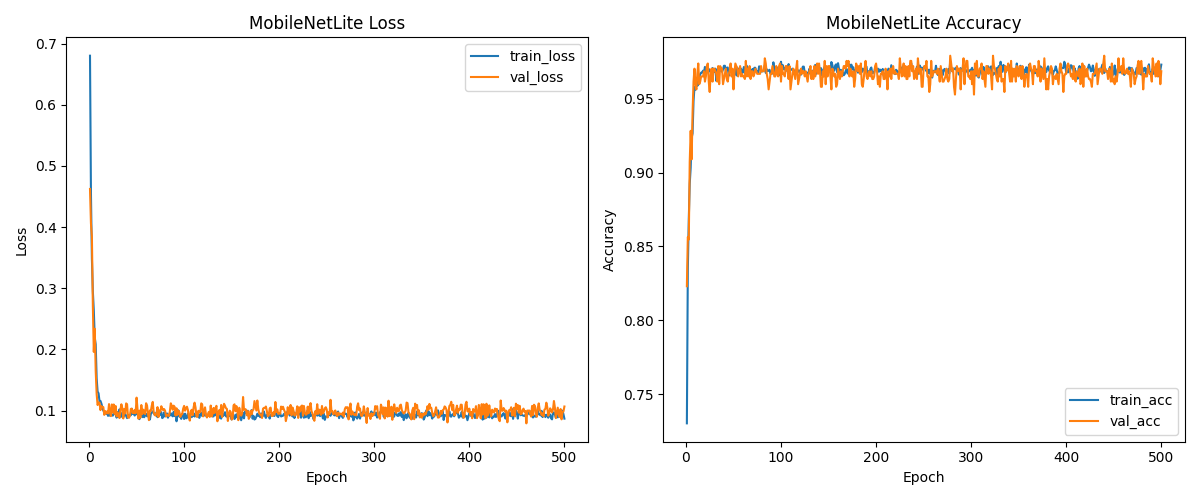 MobileNetLite Loss
0.7
0.6
0.5
0.4
0.3
0.2
0.1
Loss
0
100
200
300
400
500
Epoch
train_loss
val_loss
MobileNetLite Accuracy
0.95
0.90
0.85
0.80
0.75
Accuracy
0
100
200
300
400
500
Epoch
train_acc
val_acc